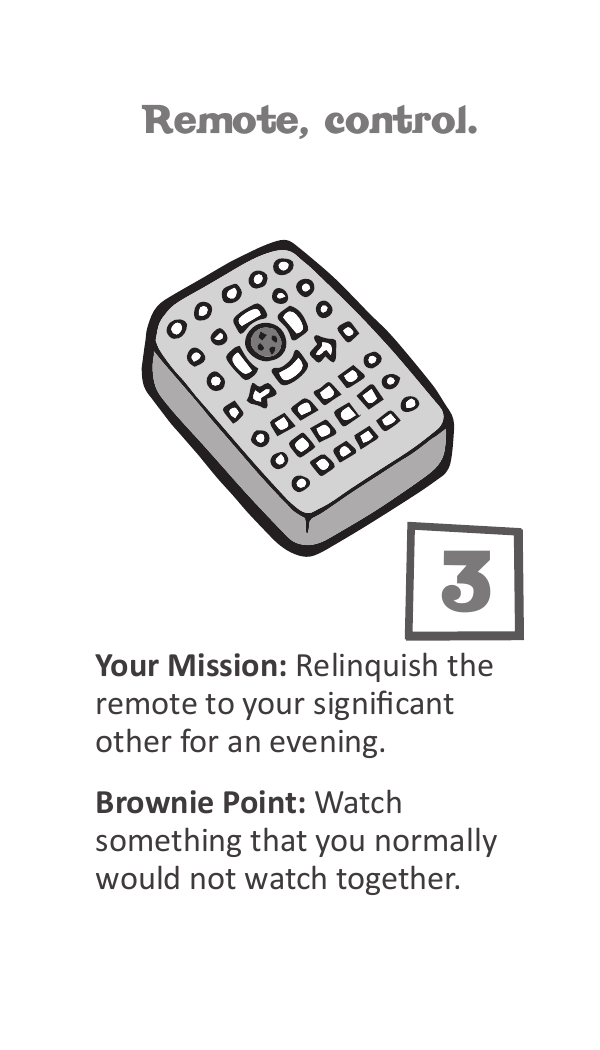 Remote, control.
3
Your Mission: Relinquish the
remote to your significant
other for an evening.
Brownie Point: Watch
something that you normally
would not watch together.